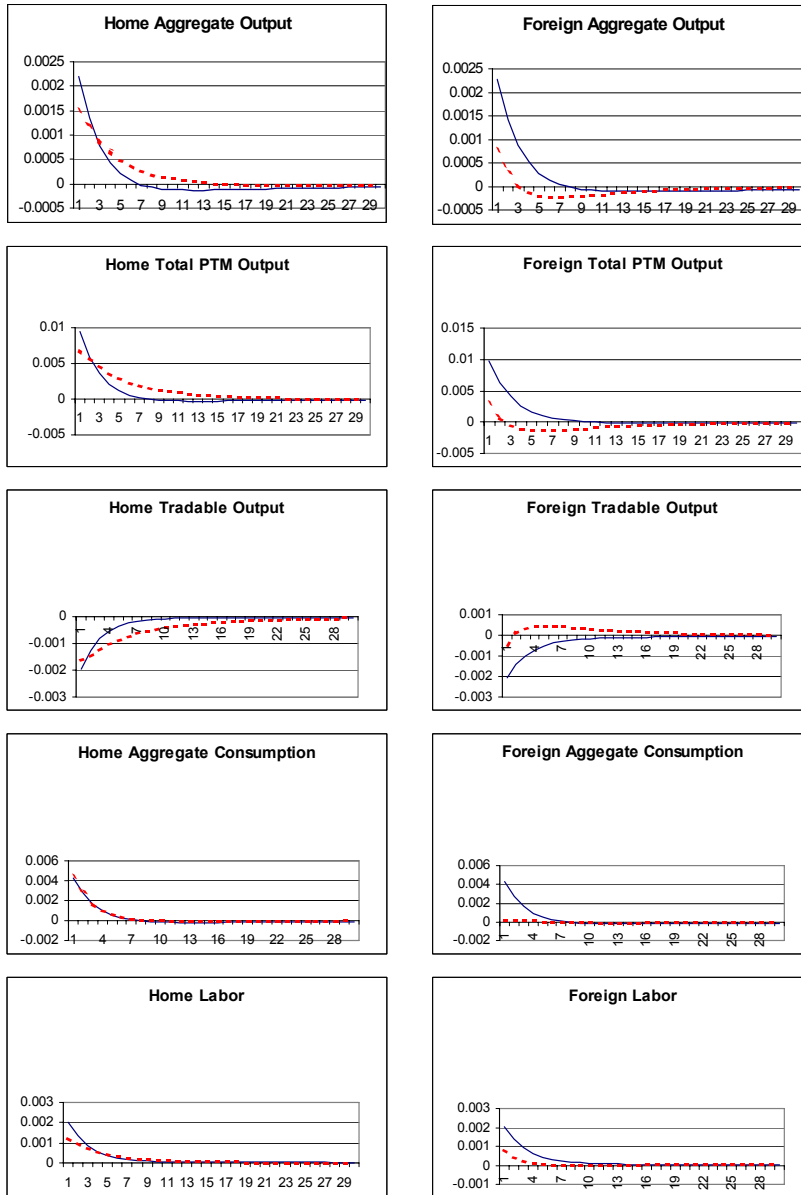 Home Aggregate Output
0.0025
0.002
0.0015
0.001
0.0005
0
-0.0005
1 3 5 7 9 11 13 15 17 19 21 23 25 27 29
Foreign Aggregate Output
0.0025
0.002
0.0015
0.001
0.0005
0
-0.0005
1 3 5 7 9 11 13 15 17 19 21 23 25 27 29
Home Total PTM Output
0.01
0.005
0
-0.005
1 3 5 7 9 11 13 15 17 19 21 23 25 27 29
Foreign Total PTM Output
0.015
0.01
0.005
0
-0.005
1 3 5 7 9 11 13 15 17 19 21 23 25 27 29
Home Tradable Output
0
-0.001
-0.002
-0.003
1 4 7 10 13 16 19 22 25 28
Foreign Tradable Output
0.001
0
-0.001
-0.002
-0.003
1 4 7 10 13 16 19 22 25 28
Home Aggregate Consumption
0.006
0.004
0.002
0
-0.002
1 4 7 10 13 16 19 22 25 28
Foreign Aggegate Consumption
0.006
0.004
0.002
0
-0.002
1 4 7 10 13 16 19 22 25 28
Home Labor
0.003
0.002
0.001
0
1 3 5 7 9 11 13 15 17 19 21 23 25 27 29
Foreign Labor
0.003
0.002
0.001
0
-0.001
1 4 7 10 13 16 19 22 25 28